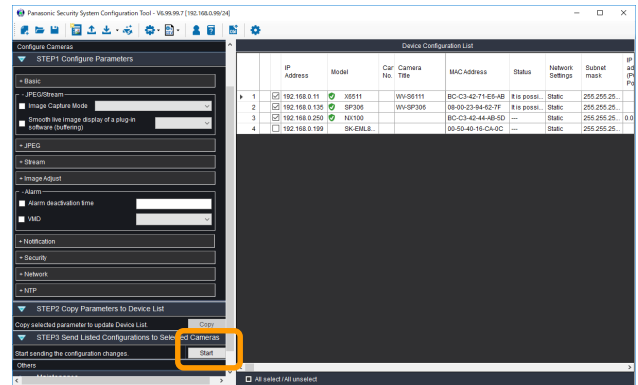 Panasonic Security System Configuration Tool - V6.99.99.7 [192.168.0.99/24]
Configure Cameras
STEP1 Configure Parameters
+ Basic
- JPEG/Stream
Image Capture Mode
Smooth live image display of a plug-in
software (buffering)
+ JPEG
+ Stream
+ Image Adjust
- Alarm
Alarm deactivation time
VMD
+ Notification
+ Security
+ Network
+ NTP
STEP2 Copy Parameters to Device List
Copy selected parameter to update Device List.
Copy
STEP3 Send Listed Configurations to Selected Cameras
Start sending the configuration changes.
Start
Others
Device Configuration List
IP Address Model Car No. Camera Title MAC Address Status Network Settings Subnet mask
1 192.168.0.11 X6511 WV-S6111 BC-C3-42-71-E6-AB It is possi... Static 255.255.25...
2 192.168.0.135 SP306 WV-SP306 08-00-23-94-62-7F It is possi... Static 255.255.25...
3 192.168.0.250 NX100 BC-C3-42-44-AB-5D --- Static 255.255.25... 0.0
4 192.168.0.199 SK-EML8... 00-50-40-16-CA-0C --- Static 255.255.25...
All select / All unselect